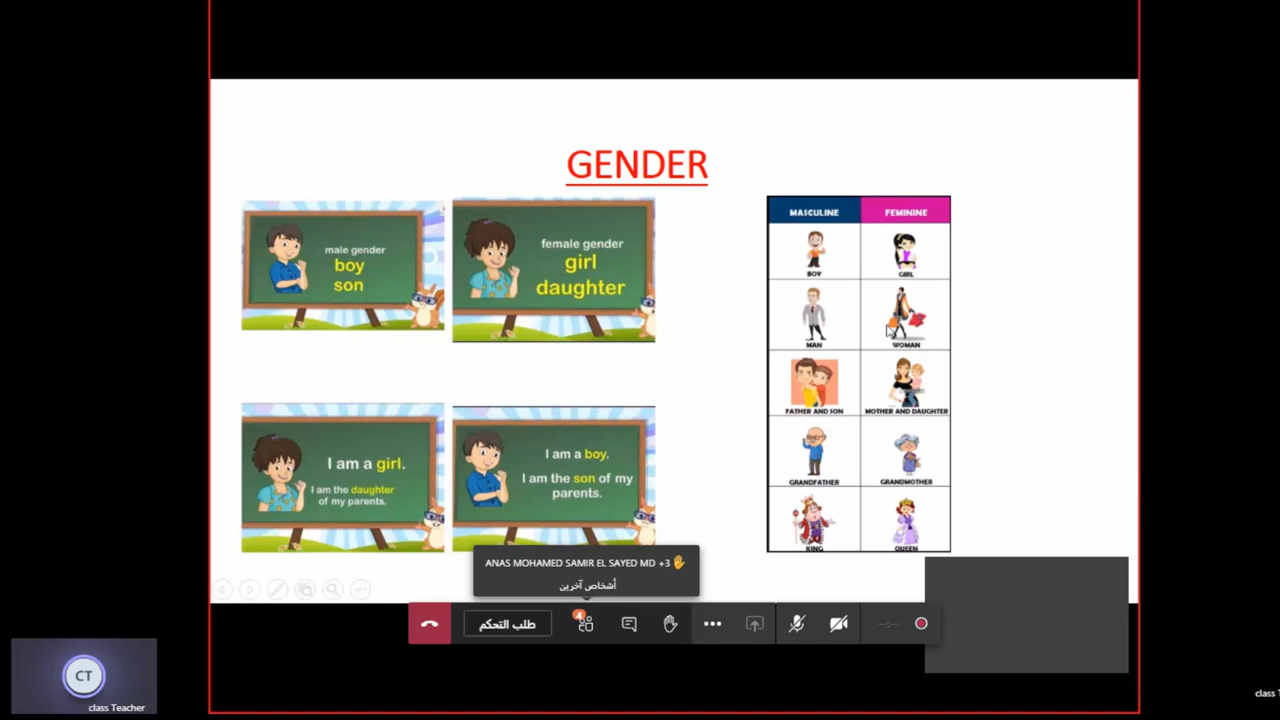 GENDER
male gender
boy
son
female gender
girl
daughter
MASCULINE FEMININE
BOY GIRL
MAN WOMAN
FATHER AND SON MOTHER AND DAUGHTER
GRANDFATHER GRANDMOTHER
KING QUEEN
I am a girl.
I am the daughter
of my parents.
I am a boy.
I am the son of my
parents.
ANAS MOHAMED SAMIR EL SAYED MD +3
أشخاص آخرين
طلب التحكم
4
CT
class Teacher
class T